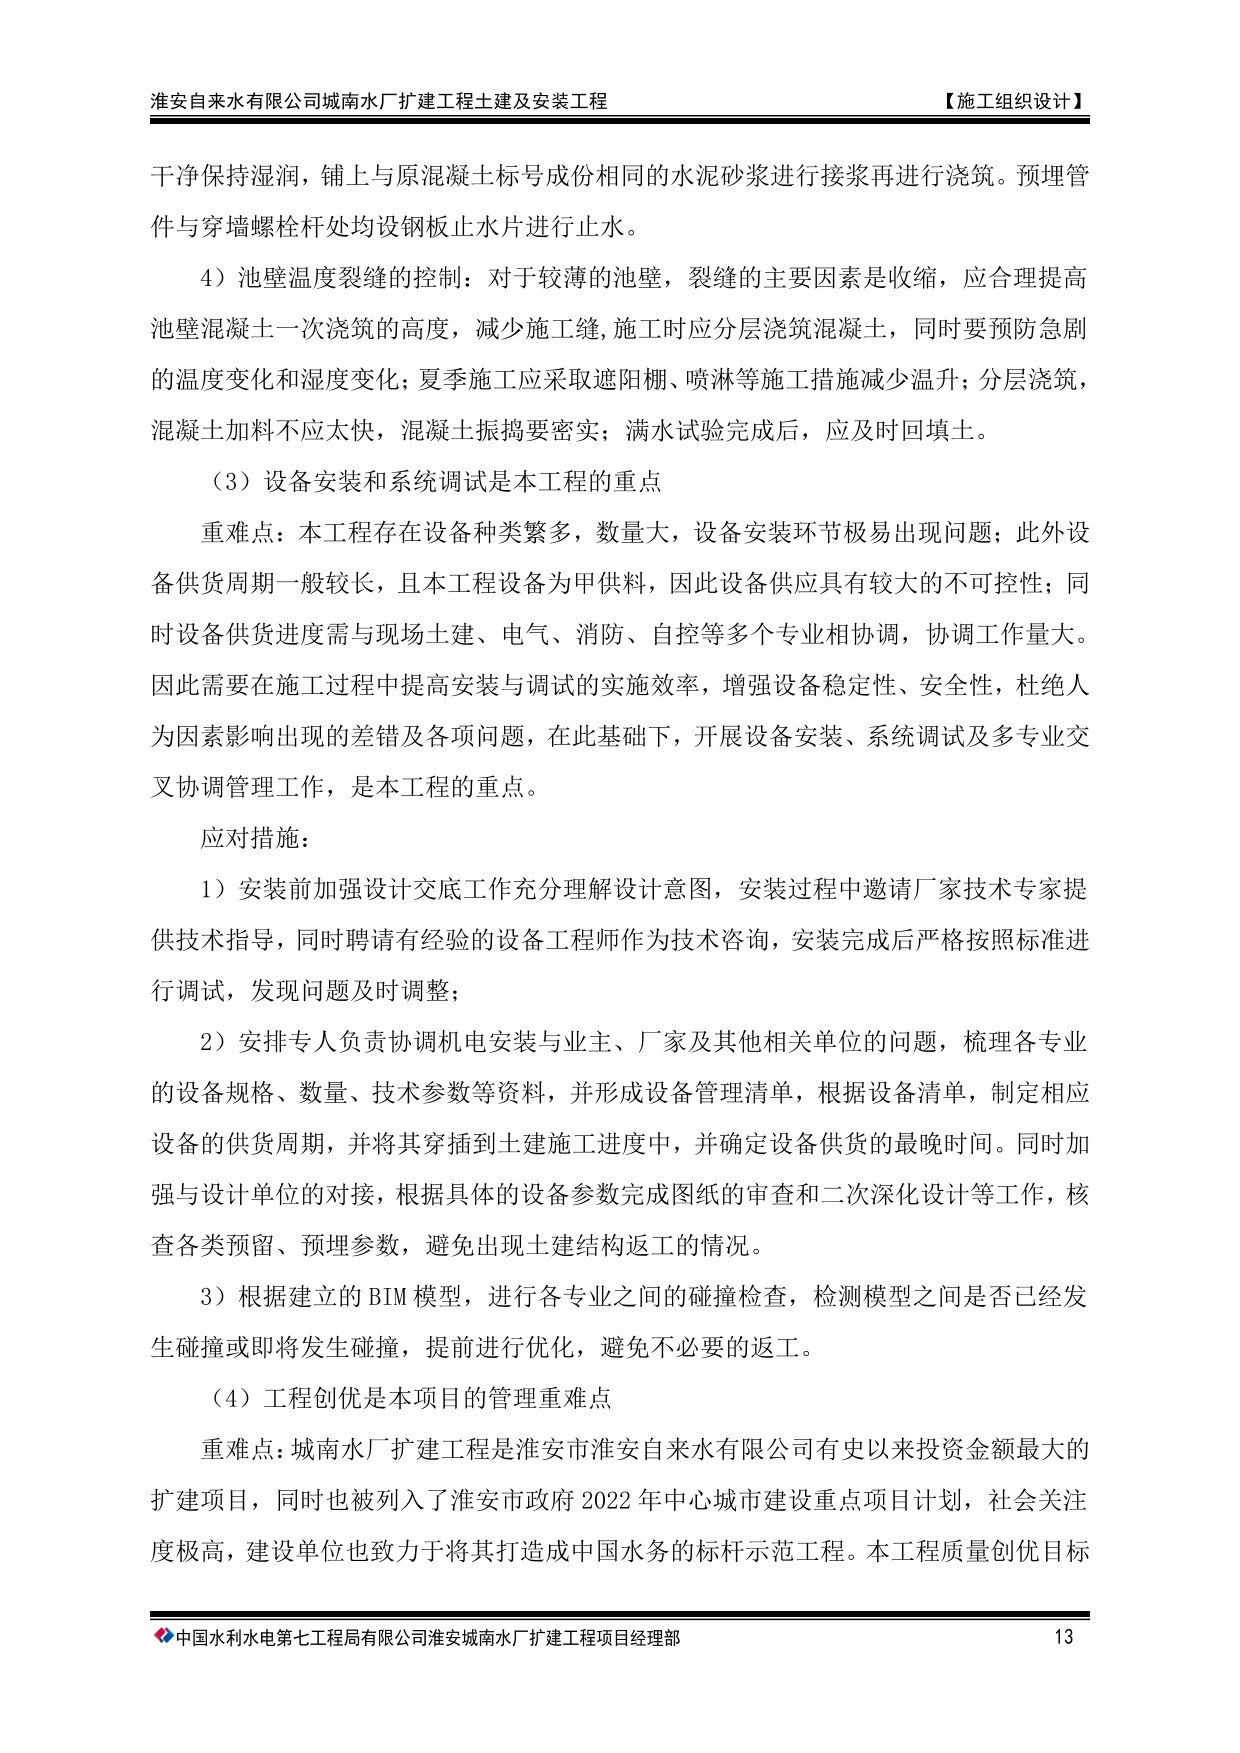 淮安自来水有限公司城南水厂扩建工程土建及安装工程 【施工组织设计】
干净保持湿润，铺上与原混凝土标号成份相同的水泥砂浆进行接浆再进行浇筑。预埋管
件与穿墙螺栓杆处均设钢板止水片进行止水。
4）池壁温度裂缝的控制：对于较薄的池壁，裂缝的主要因素是收缩，应合理提高
池壁混凝土一次浇筑的高度，减少施工缝,施工时应分层浇筑混凝土，同时要预防急剧
的温度变化和湿度变化；夏季施工应采取遮阳棚、喷淋等施工措施减少温升；分层浇筑，
混凝土加料不应太快，混凝土振捣要密实；满水试验完成后，应及时回填土。
（3）设备安装和系统调试是本工程的重点
重难点：本工程存在设备种类繁多，数量大，设备安装环节极易出现问题；此外设
备供货周期一般较长，且本工程设备为甲供料，因此设备供应具有较大的不可控性；同
时设备供货进度需与现场土建、电气、消防、自控等多个专业相协调，协调工作量大。
因此需要在施工过程中提高安装与调试的实施效率，增强设备稳定性、安全性，杜绝人
为因素影响出现的差错及各项问题，在此基础下，开展设备安装、系统调试及多专业交
叉协调管理工作，是本工程的重点。
应对措施：
1）安装前加强设计交底工作充分理解设计意图，安装过程中邀请厂家技术专家提
供技术指导，同时聘请有经验的设备工程师作为技术咨询，安装完成后严格按照标准进
行调试，发现问题及时调整；
2）安排专人负责协调机电安装与业主、厂家及其他相关单位的问题，梳理各专业
的设备规格、数量、技术参数等资料，并形成设备管理清单，根据设备清单，制定相应
设备的供货周期，并将其穿插到土建施工进度中，并确定设备供货的最晚时间。同时加
强与设计单位的对接，根据具体的设备参数完成图纸的审查和二次深化设计等工作，核
查各类预留、预埋参数，避免出现土建结构返工的情况。
3）根据建立的 BIM 模型，进行各专业之间的碰撞检查，检测模型之间是否已经发
生碰撞或即将发生碰撞，提前进行优化，避免不必要的返工。
（4）工程创优是本项目的管理重难点
重难点：城南水厂扩建工程是淮安市淮安自来水有限公司有史以来投资金额最大的
扩建项目，同时也被列入了淮安市政府 2022 年中心城市建设重点项目计划，社会关注
度极高，建设单位也致力于将其打造成中国水务的标杆示范工程。本工程质量创优目标
中国水利水电第七工程局有限公司淮安城南水厂扩建工程项目经理部 13